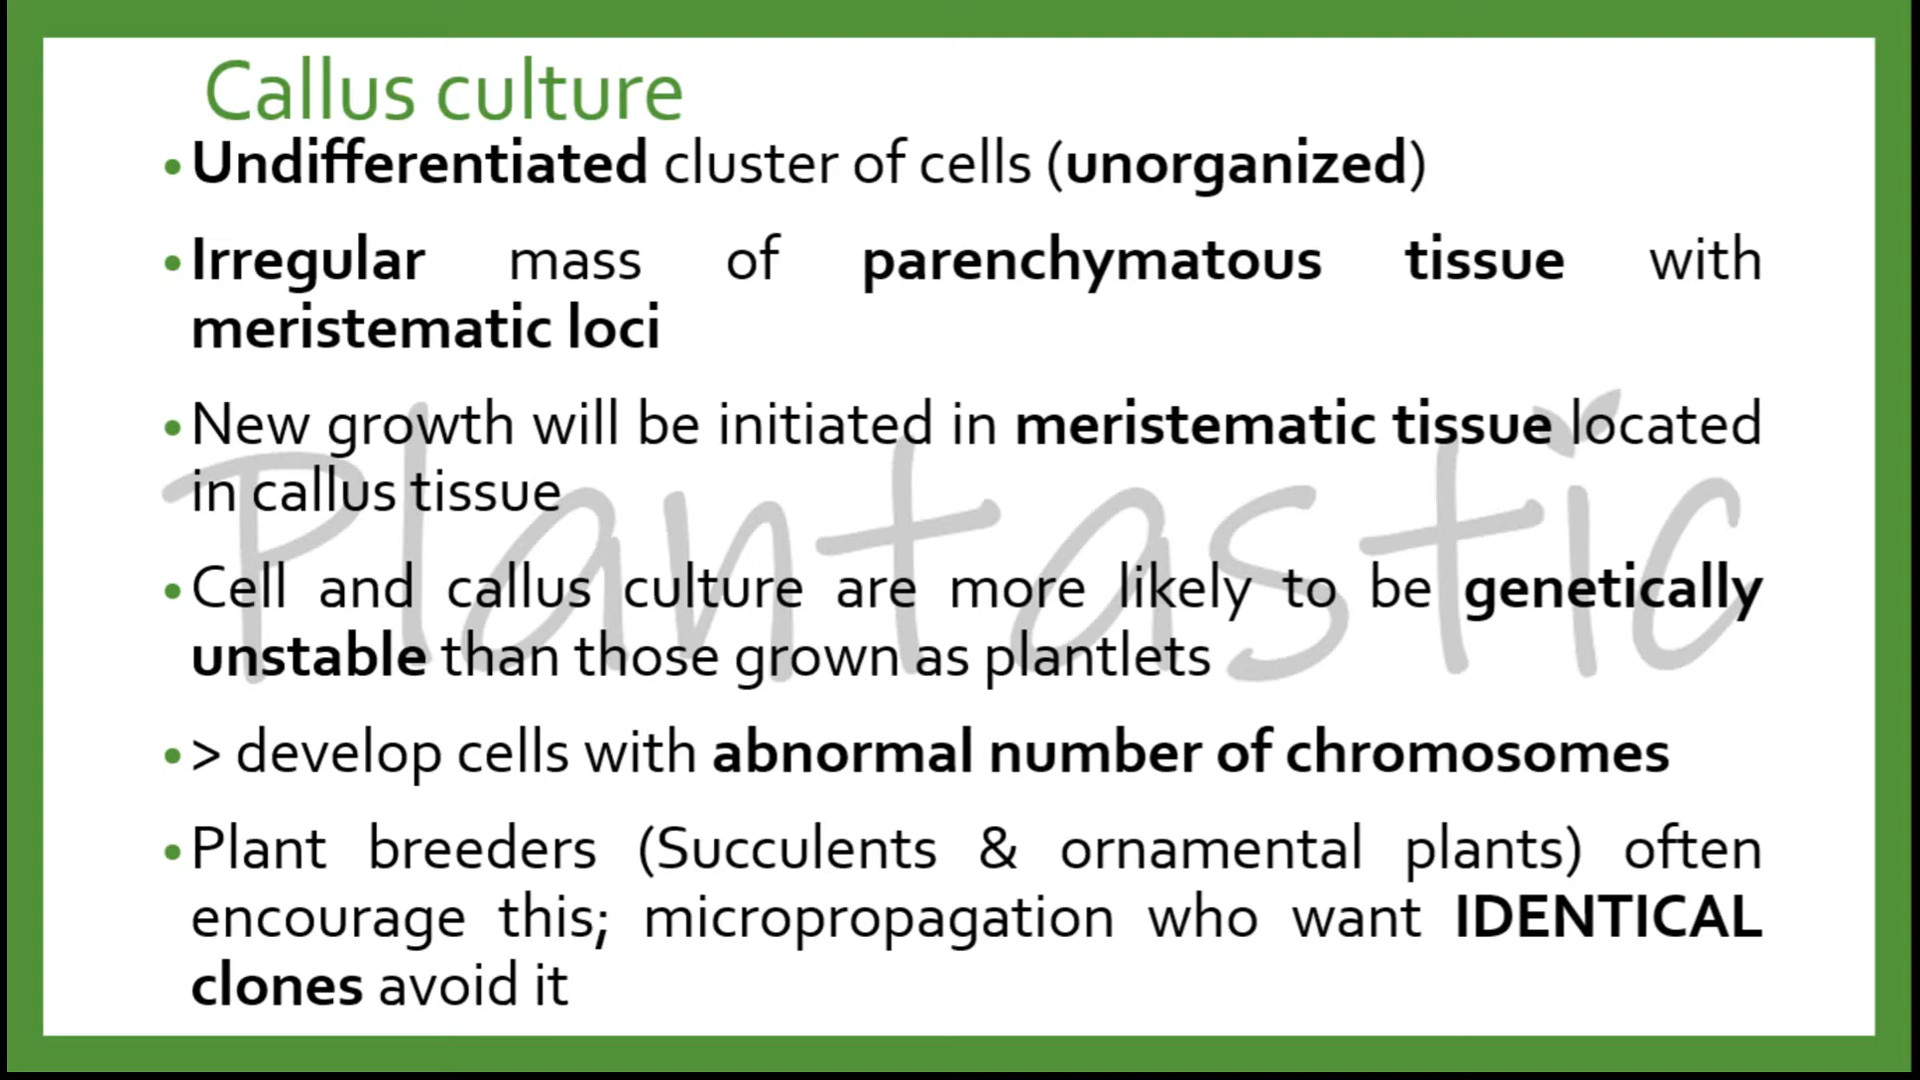 Callus culture
•Undifferentiated cluster of cells (unorganized)
•Irregular mass of parenchymatous tissue with
meristematic loci
•New growth will be initiated in meristematic tissue located
in callus tissue
•Cell and callus culture are more likely to be genetically
unstable than those grown as plantlets
•> develop cells with abnormal number of chromosomes
•Plant breeders (Succulents & ornamental plants) often
encourage this; micropropagation who want IDENTICAL
clones avoid it
Plantastic